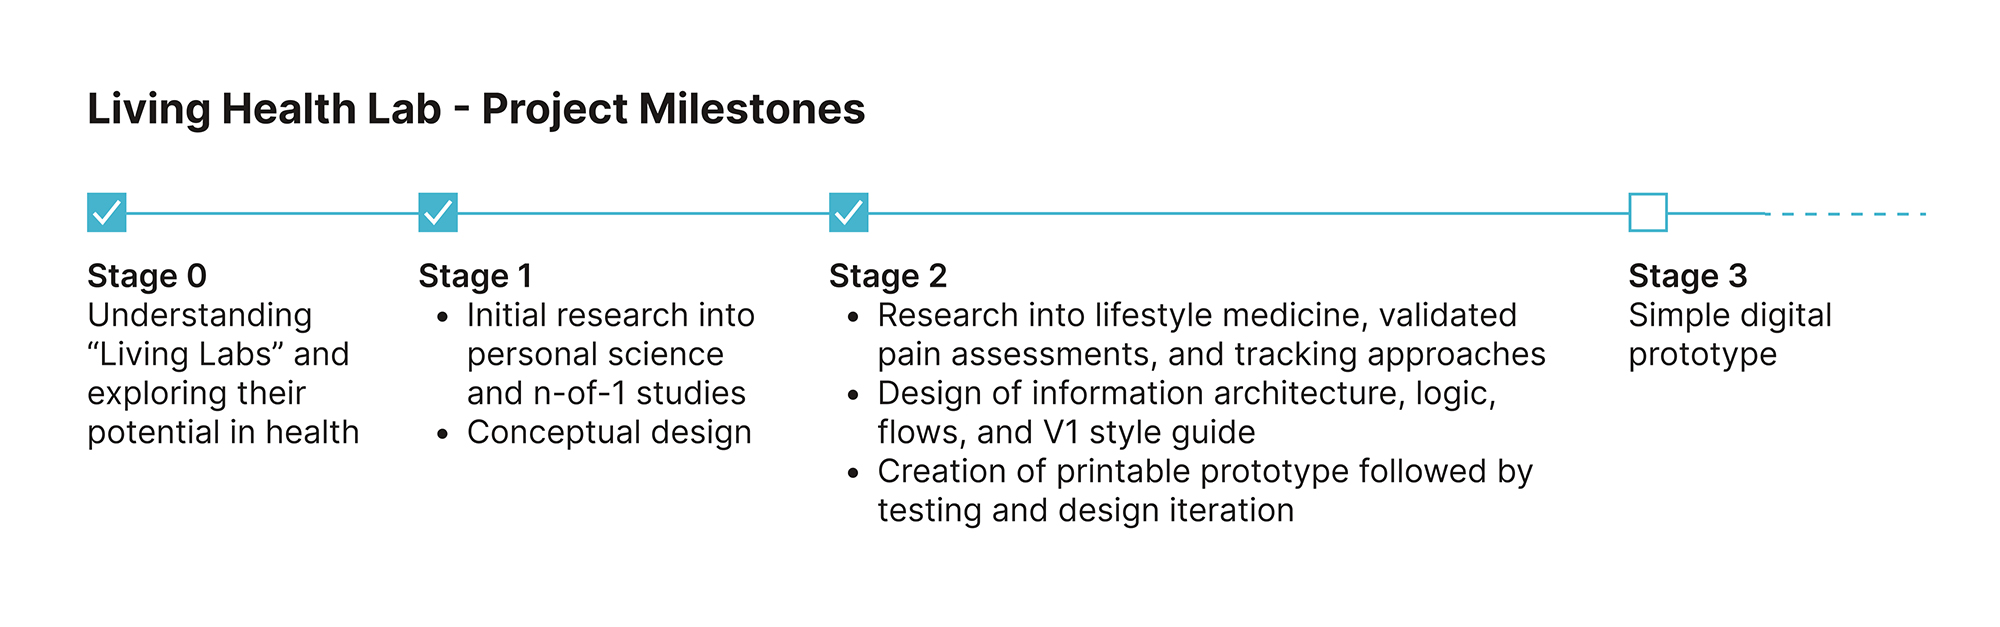 Living Health Lab - Project Milestones
Stage 0
Understanding
“Living Labs” and
exploring their
potential in health
Stage 1
• Initial research into
personal science
and n-of-1 studies
• Conceptual design
Stage 2
• Research into lifestyle medicine, validated
pain assessments, and tracking approaches
• Design of information architecture, logic,
flows, and V1 style guide
• Creation of printable prototype followed by
testing and design iteration
Stage 3
Simple digital
prototype